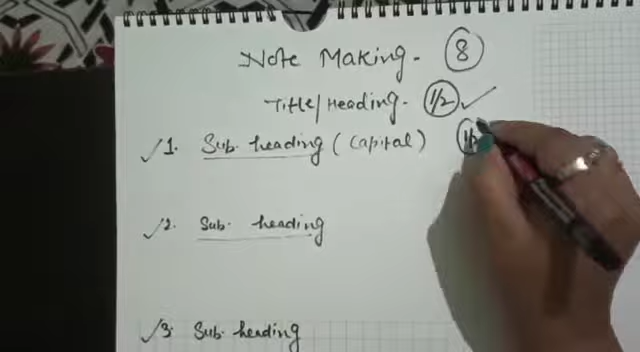 Note Making. 8
Title/Heading. 1/2 ✓
✓1. Sub. heading (Capital)
✓2. Sub. heading
✓3. Sub. heading